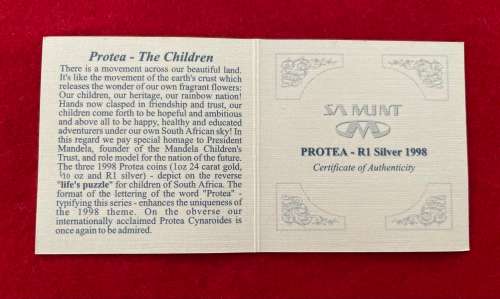 Protea - The Children
There is a movement across our beautiful land.
It's like the movement of the earth's crust which
releases the wonder of our own fragrant flowers:
Our children, our heritage, our rainbow nation!
Hands now clasped in friendship and trust, our
children come forth to be hopeful and ambitious
and above all to be happy, healthy and educated
adventurers under our own South African sky! In
this regard we pay special homage to President
Mandela, founder of the Mandela Children's
Trust, and role model for the nation of the future.
The three 1998 Protea coins (1oz 24 carat gold,
1/10 oz and R1 silver) - depict on the reverse
"life's puzzle" for children of South Africa. The
format of the lettering of the word "Protea" -
typifying this series - enhances the uniqueness of
the 1998 theme. On the obverse our
internationally acclaimed Protea Cynaroides is
once again to be admired.
SA MINT
PROTEA - R1 Silver 1998
Certificate of Authenticity